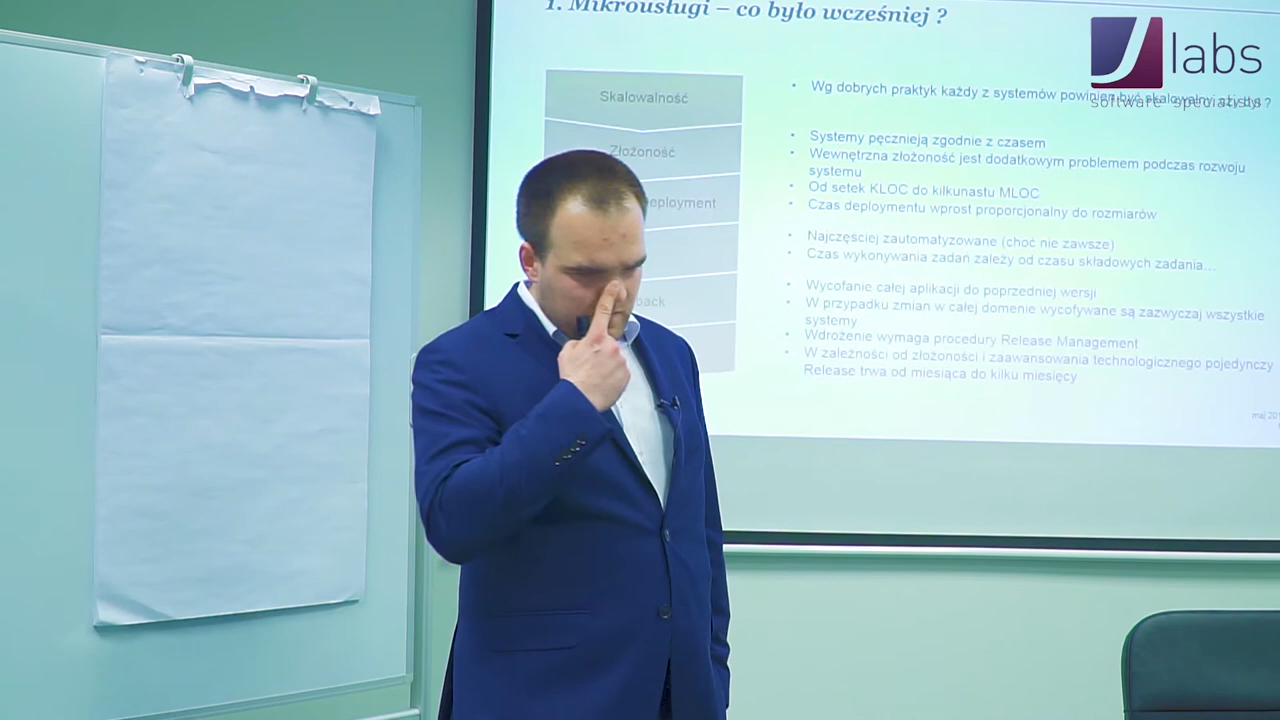 1. Mikrousługi – co było wcześniej ?
J labs
software specialists
Skalowalność
Złożoność
Deployment
back
• Wg dobrych praktyk każdy z systemów powinien być skalowalny
• Systemy pęcznieją zgodnie z czasem
• Wewnętrzna złożoność jest dodatkowym problemem podczas rozwoju
systemu
• Od setek KLOC do kilkunastu MLOC
• Czas deploymentu wprost proporcjonalny do rozmiarów
• Najczęściej zautomatyzowane (choć nie zawsze)
• Czas wykonywania zadań zależy od czasu składowych zadania…
• Wycofanie całej aplikacji do poprzedniej wersji
• W przypadku zmian w całej domenie wycofywane są zazwyczaj wszystkie
systemy
• Wdrożenie wymaga procedury Release Management
• W zależności od złożoności i zaawansowania technologicznego pojedynczy
Release trwa od miesiąca do kilku miesięcy
maj 201